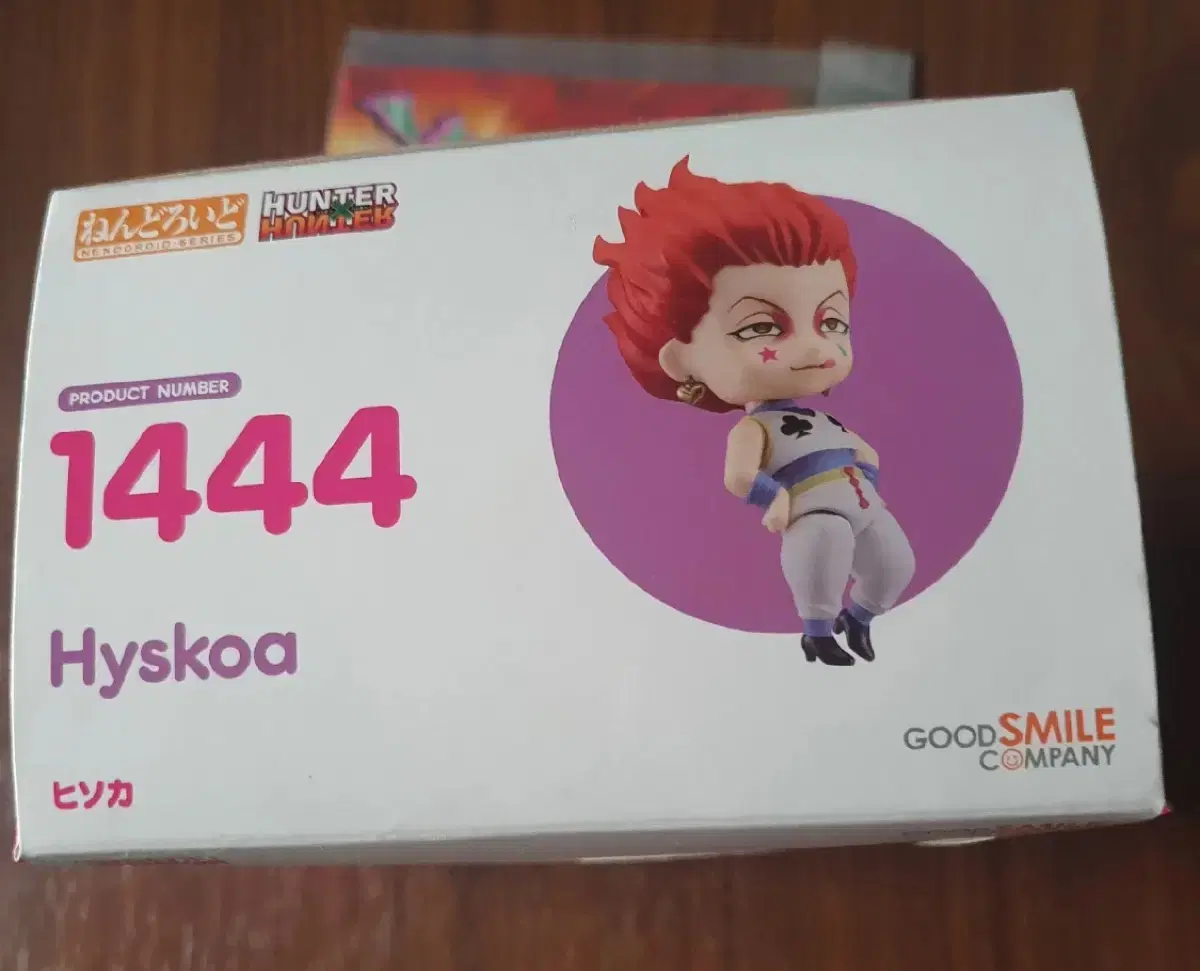 ねんどろいど
NENDOROID SERIES
HUNTER
HUNTER
PRODUCT NUMBER
1444
Hyskoa
ヒソカ
GOOD SMILE
COMPANY